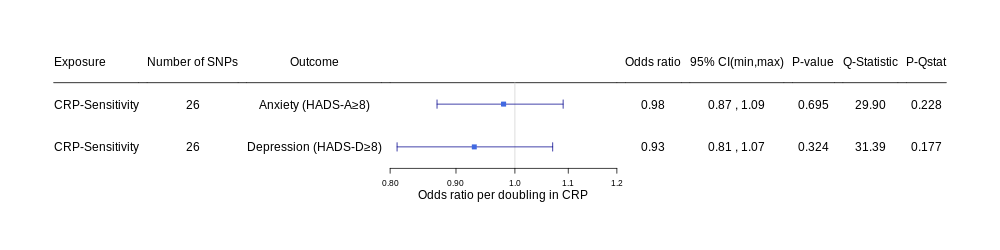 Exposure Number of SNPs Outcome Odds ratio 95% CI(min,max) P-value Q-Statistic P-Qstat
CRP-Sensitivity 26 Anxiety (HADS-A≥8) 0.98 0.87 , 1.09 0.695 29.90 0.228
CRP-Sensitivity 26 Depression (HADS-D≥8) 0.93 0.81 , 1.07 0.324 31.39 0.177
0.80 0.90 1.0 1.1 1.2
Odds ratio per doubling in CRP